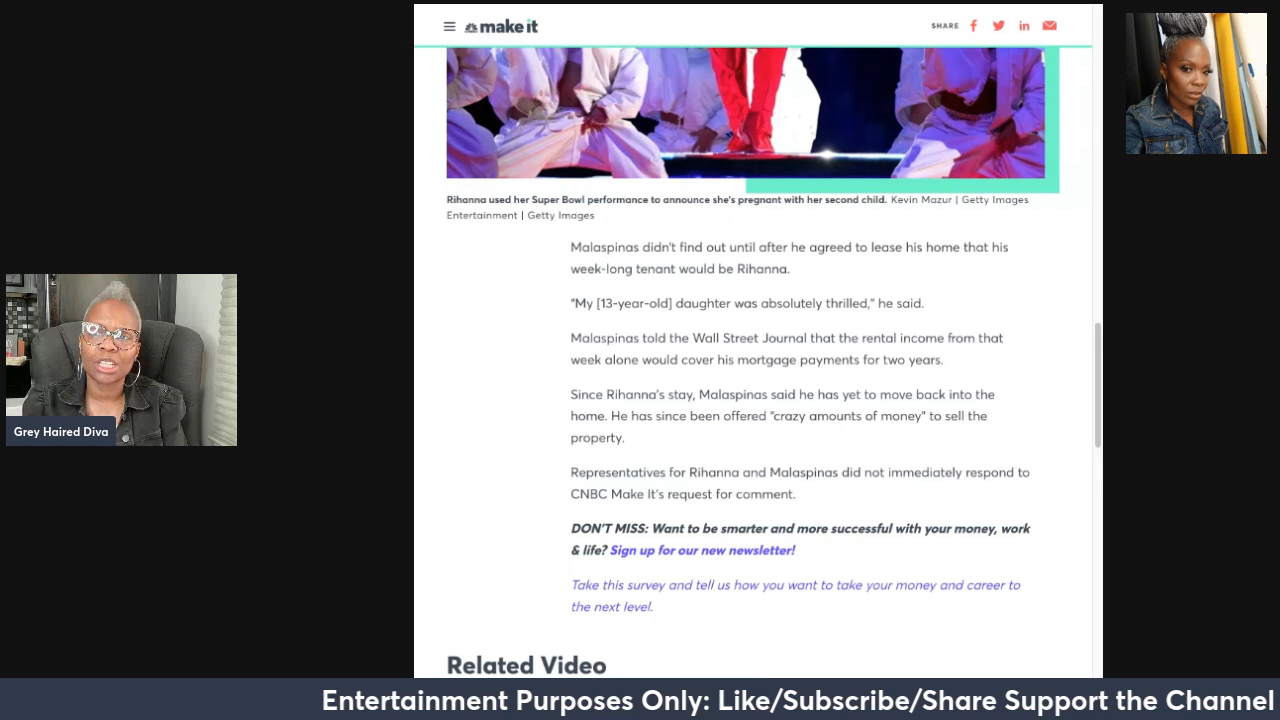 make it
SHARE
Rihanna used her Super Bowl performance to announce she's pregnant with her second child. Kevin Mazur | Getty Images
Entertainment | Getty Images
Malaspinas didn't find out until after he agreed to lease his home that his
week-long tenant would be Rihanna.
"My [13-year-old] daughter was absolutely thrilled," he said.
Malaspinas told the Wall Street Journal that the rental income from that
week alone would cover his mortgage payments for two years.
Since Rihanna's stay, Malaspinas said he has yet to move back into the
home. He has since been offered "crazy amounts of money" to sell the
property.
Representatives for Rihanna and Malaspinas did not immediately respond to
CNBC Make It's request for comment.
DON'T MISS: Want to be smarter and more successful with your money, work
& life? Sign up for our new newsletter!
Take this survey and tell us how you want to take your money and career to
the next level.
Related Video
Grey Haired Diva
Entertainment Purposes Only: Like/Subscribe/Share Support the Channel